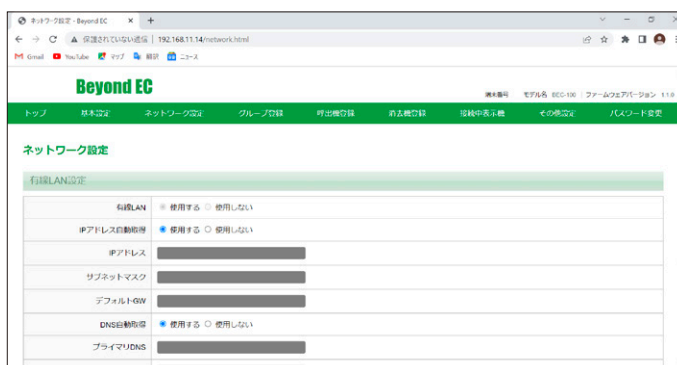 ネットワーク設定 - Beyond EC
保護されていない通信 | 192.168.11.14/network.html
Gmail YouTube マップ 翻訳 ニュース
Beyond EC
端末番号 モデル名 BEC-100 ファームウェアバージョン 1.1.0
トップ 基本設定 ネットワーク設定 グループ登録 呼出機登録 消去機登録 接続中表示機 その他設定 パスワード変更
ネットワーク設定
有線LAN設定
有線LAN 使用する 使用しない
IPアドレス自動取得 使用する 使用しない
IPアドレス
サブネットマスク
デフォルトGW
DNS自動取得 使用する 使用しない
プライマリDNS